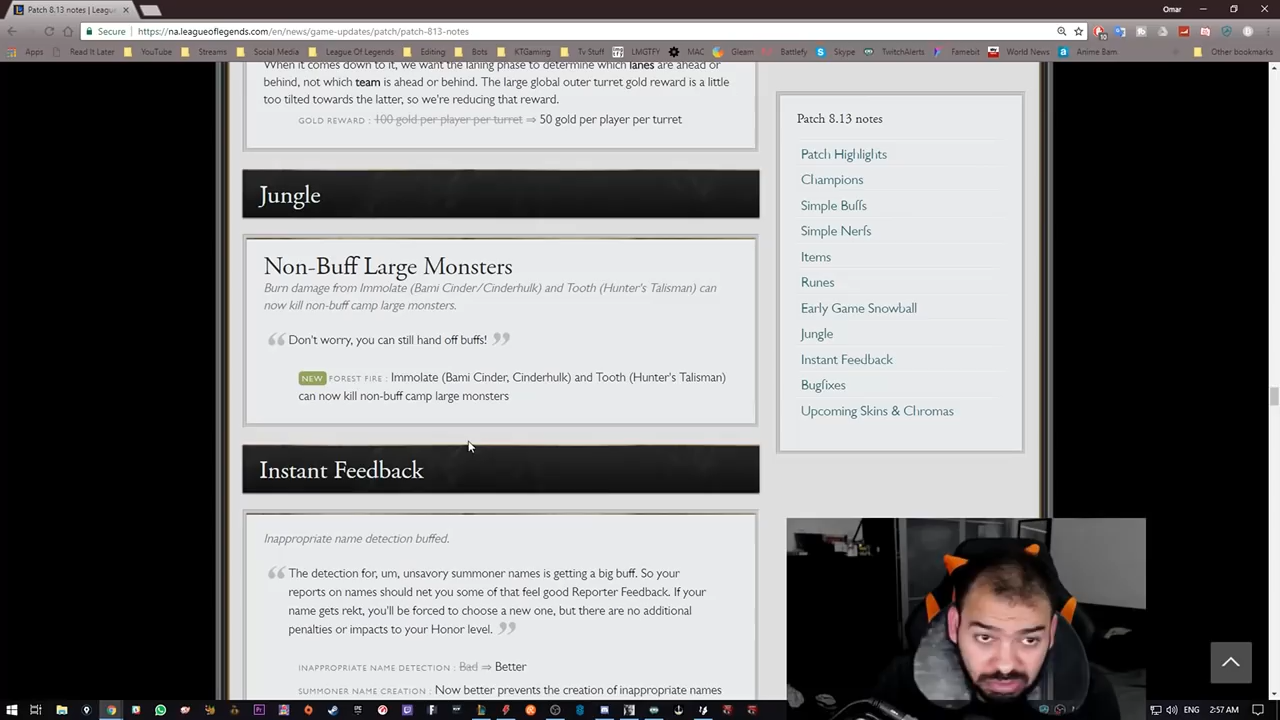 Patch 8.13 notes | Leagu
Omar
Secure | https://na.leagueoflegends.com/en/news/game-updates/patch/patch-813-notes
Apps Read It Later YouTube Streams Social Media League Of Legends Editing Bots KTGaming Tv Stuff LMGTFY MAC Gleam Battlefy Skype TwitchAlerts Famebit World News Anime Bam. Other bookmarks
When it comes down to it, we want the laning phase to determine which lanes are ahead or
behind, not which team is ahead or behind. The large global outer turret gold reward is a little
too tilted towards the latter, so we're reducing that reward.
GOLD REWARD : 100 gold per player per turret ⇒ 50 gold per player per turret
Jungle
Non-Buff Large Monsters
Burn damage from Immolate (Bami Cinder/Cinderhulk) and Tooth (Hunter's Talisman) can
now kill non-buff camp large monsters.
“ Don't worry, you can still hand off buffs! ”
NEW FOREST FIRE : Immolate (Bami Cinder, Cinderhulk) and Tooth (Hunter's Talisman)
can now kill non-buff camp large monsters
Instant Feedback
Inappropriate name detection buffed.
“ The detection for, um, unsavory summoner names is getting a big buff. So your
reports on names should net you some of that feel good Reporter Feedback. If your
name gets rekt, you'll be forced to choose a new one, but there are no additional
penalties or impacts to your Honor level. ”
INAPPROPRIATE NAME DETECTION : Bad ⇒ Better
SUMMONER NAME CREATION : Now better prevents the creation of inappropriate names
Patch 8.13 notes
Patch Highlights
Champions
Simple Buffs
Simple Nerfs
Items
Runes
Early Game Snowball
Jungle
Instant Feedback
Bugfixes
Upcoming Skins & Chromas
2:57 AM